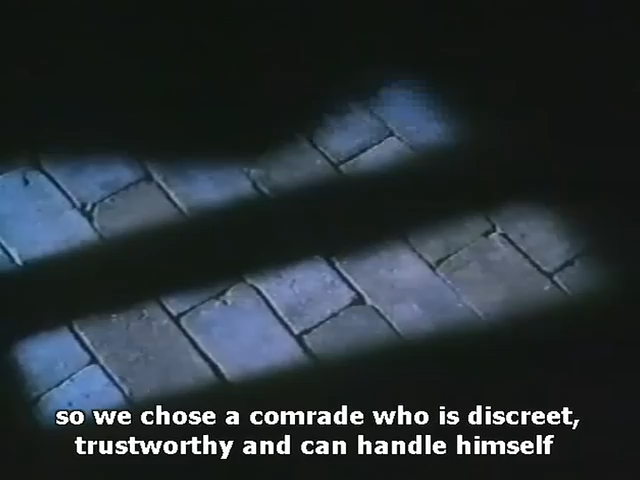 so we chose a comrade who is discreet,
trustworthy and can handle himself